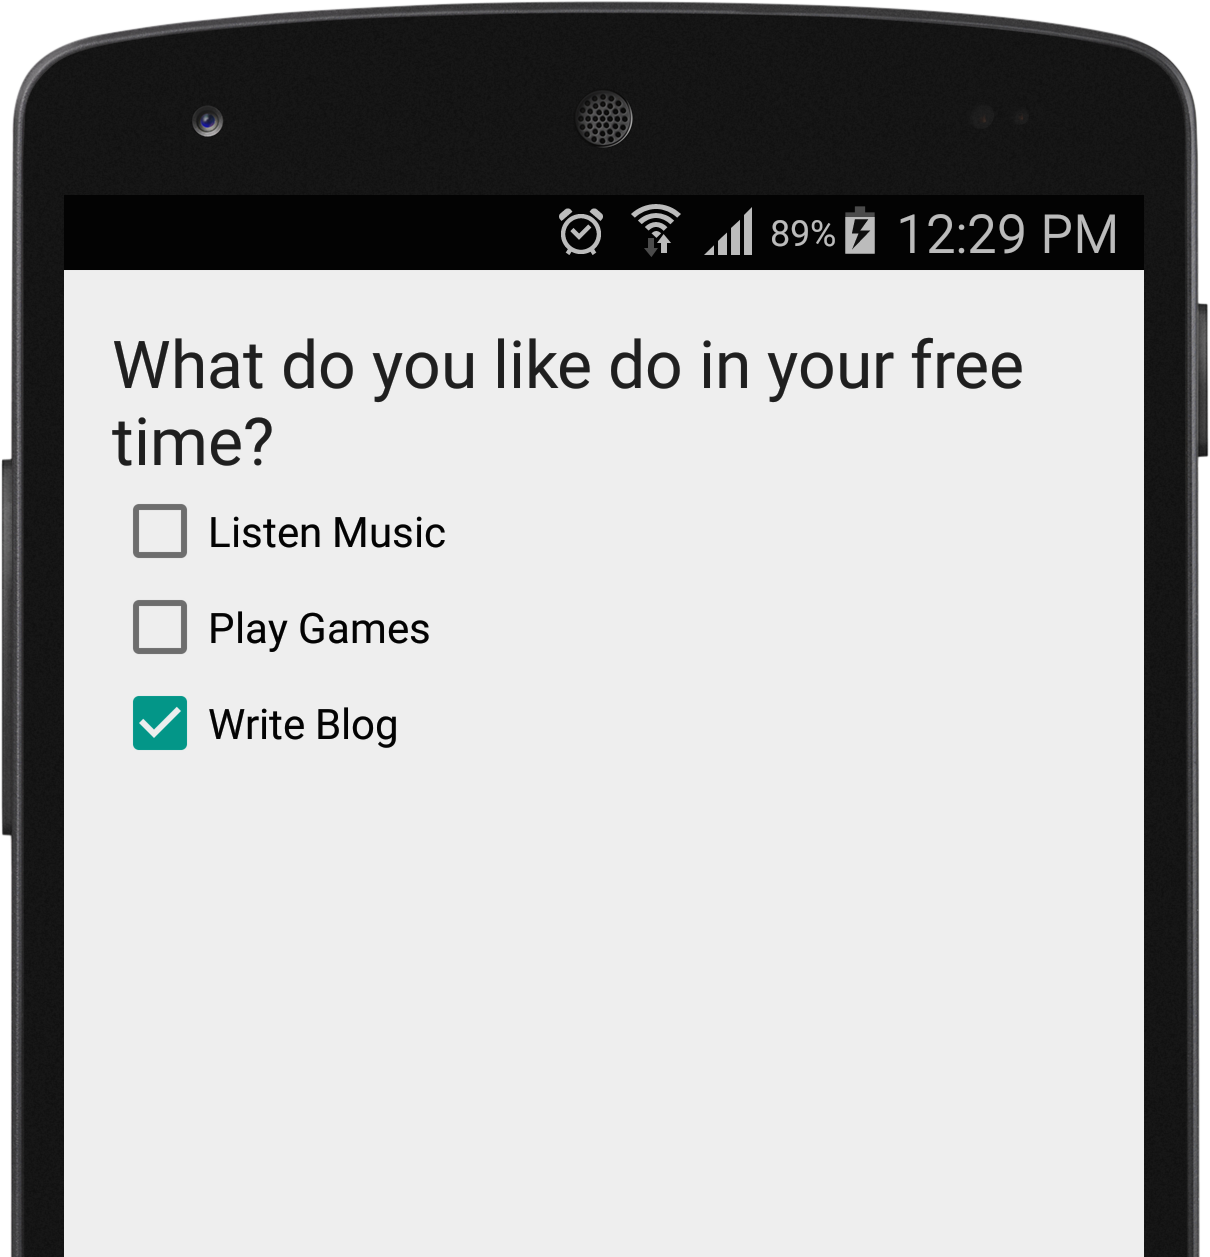 89% 12:29 PM
What do you like do in your free
time?
Listen Music
Play Games
Write Blog